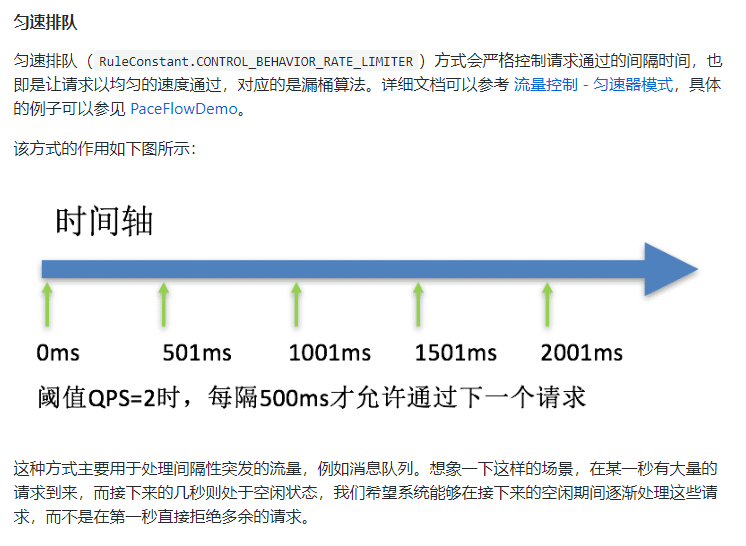 匀速排队
匀速排队（ RuleConstant.CONTROL_BEHAVIOR_RATE_LIMITER ）方式会严格控制请求通过的间隔时间，也
即是让请求以均匀的速度通过，对应的是漏桶算法。详细文档可以参考 流量控制 - 匀速器模式，具体
的例子可以参见 PaceFlowDemo。
该方式的作用如下图所示：
时间轴
0ms 501ms 1001ms 1501ms 2001ms
阈值QPS=2时，每隔500ms才允许通过下一个请求
这种方式主要用于处理间隔性突发的流量，例如消息队列。想象一下这样的场景，在某一秒有大量的
请求到来，而接下来的几秒则处于空闲状态，我们希望系统能够在接下来的空闲期间逐渐处理这些请
求，而不是在第一秒直接拒绝多余的请求。